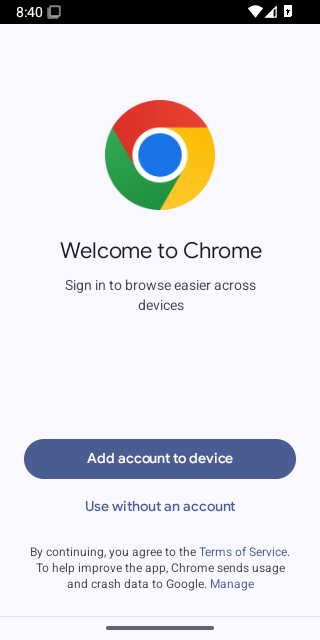 8:40
Welcome to Chrome
Sign in to browse easier across
devices
Add account to device
Use without an account
By continuing, you agree to the Terms of Service.
To help improve the app, Chrome sends usage
and crash data to Google. Manage